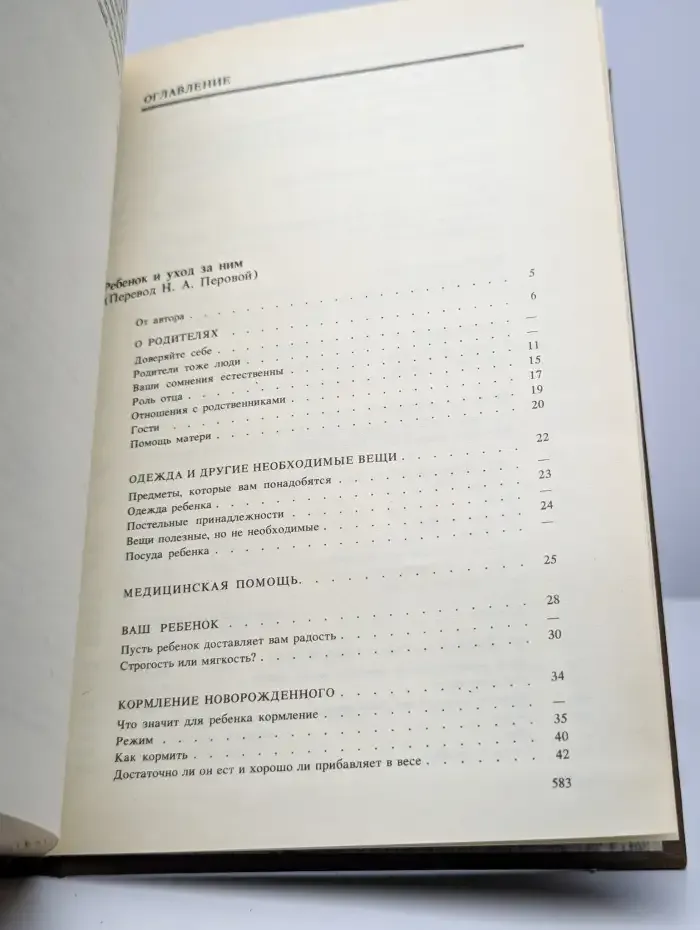 ОГЛАВЛЕНИЕ
Ребенок и уход за ним
(Перевод Н. А. Перовой)
От автора . . . 5
О РОДИТЕЛЯХ . . . 6
Доверяйте себе . . . —
Родители тоже люди . . . —
Ваши сомнения естественны . . . 11
Роль отца . . . 15
Отношения с родственниками . . . 17
Гости . . . 19
Помощь матери . . . 20
ОДЕЖДА И ДРУГИЕ НЕОБХОДИМЫЕ ВЕЩИ . . . 22
Предметы, которые вам понадобятся . . . —
Одежда ребенка . . . 23
Постельные принадлежности . . . —
Вещи полезные, но не необходимые . . . 24
Посуда ребенка . . . —
МЕДИЦИНСКАЯ ПОМОЩЬ . . . 25
ВАШ РЕБЕНОК . . . 28
Пусть ребенок доставляет вам радость . . . —
Строгость или мягкость? . . . 30
КОРМЛЕНИЕ НОВОРОЖДЕННОГО . . . 34
Что значит для ребенка кормление . . . —
Режим . . . 35
Как кормить . . . 40
Достаточно ли он ест и хорошо ли прибавляет в весе . . . 42
583